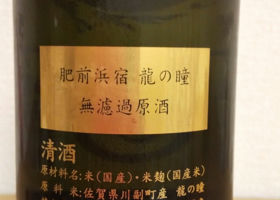 肥前浜宿 龍の瞳
無濾過原酒
清酒
原材料名:米(国産)・米麹(国産米)
原料米:佐賀県川副町産 龍の瞳